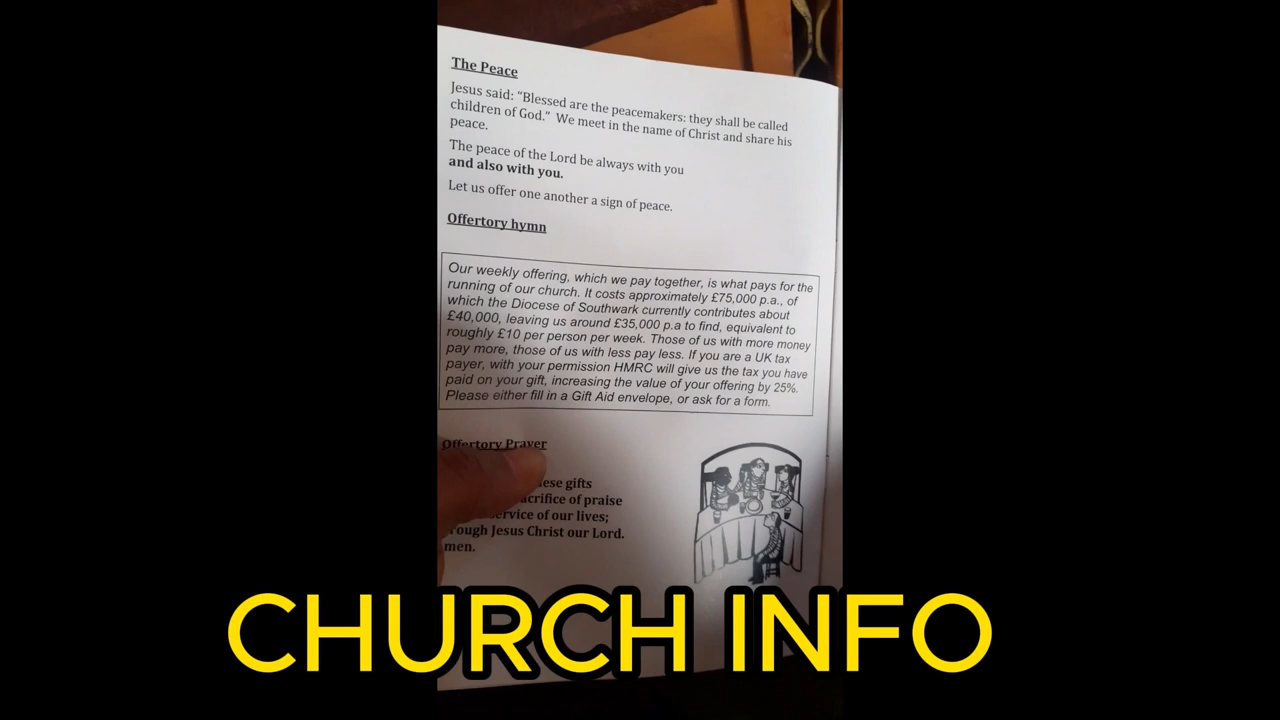 The Peace
Jesus said: “Blessed are the peacemakers: they shall be called
children of God.” We meet in the name of Christ and share his
peace.
The peace of the Lord be always with you
and also with you.
Let us offer one another a sign of peace.
Offertory hymn
Our weekly offering, which we pay together, is what pays for the
running of our church. It costs approximately £75,000 p.a., of
which the Diocese of Southwark currently contributes about
£40,000, leaving us around £35,000 p.a to find, equivalent to
roughly £10 per person per week. Those of us with more money
pay more, those of us with less pay less. If you are a UK tax
payer, with your permission HMRC will give us the tax you have
paid on your gift, increasing the value of your offering by 25%.
Please either fill in a Gift Aid envelope, or ask for a form.
Offertory Prayer
gifts
of praise
of our lives;
Jesus Christ our Lord.
CHURCH INFO